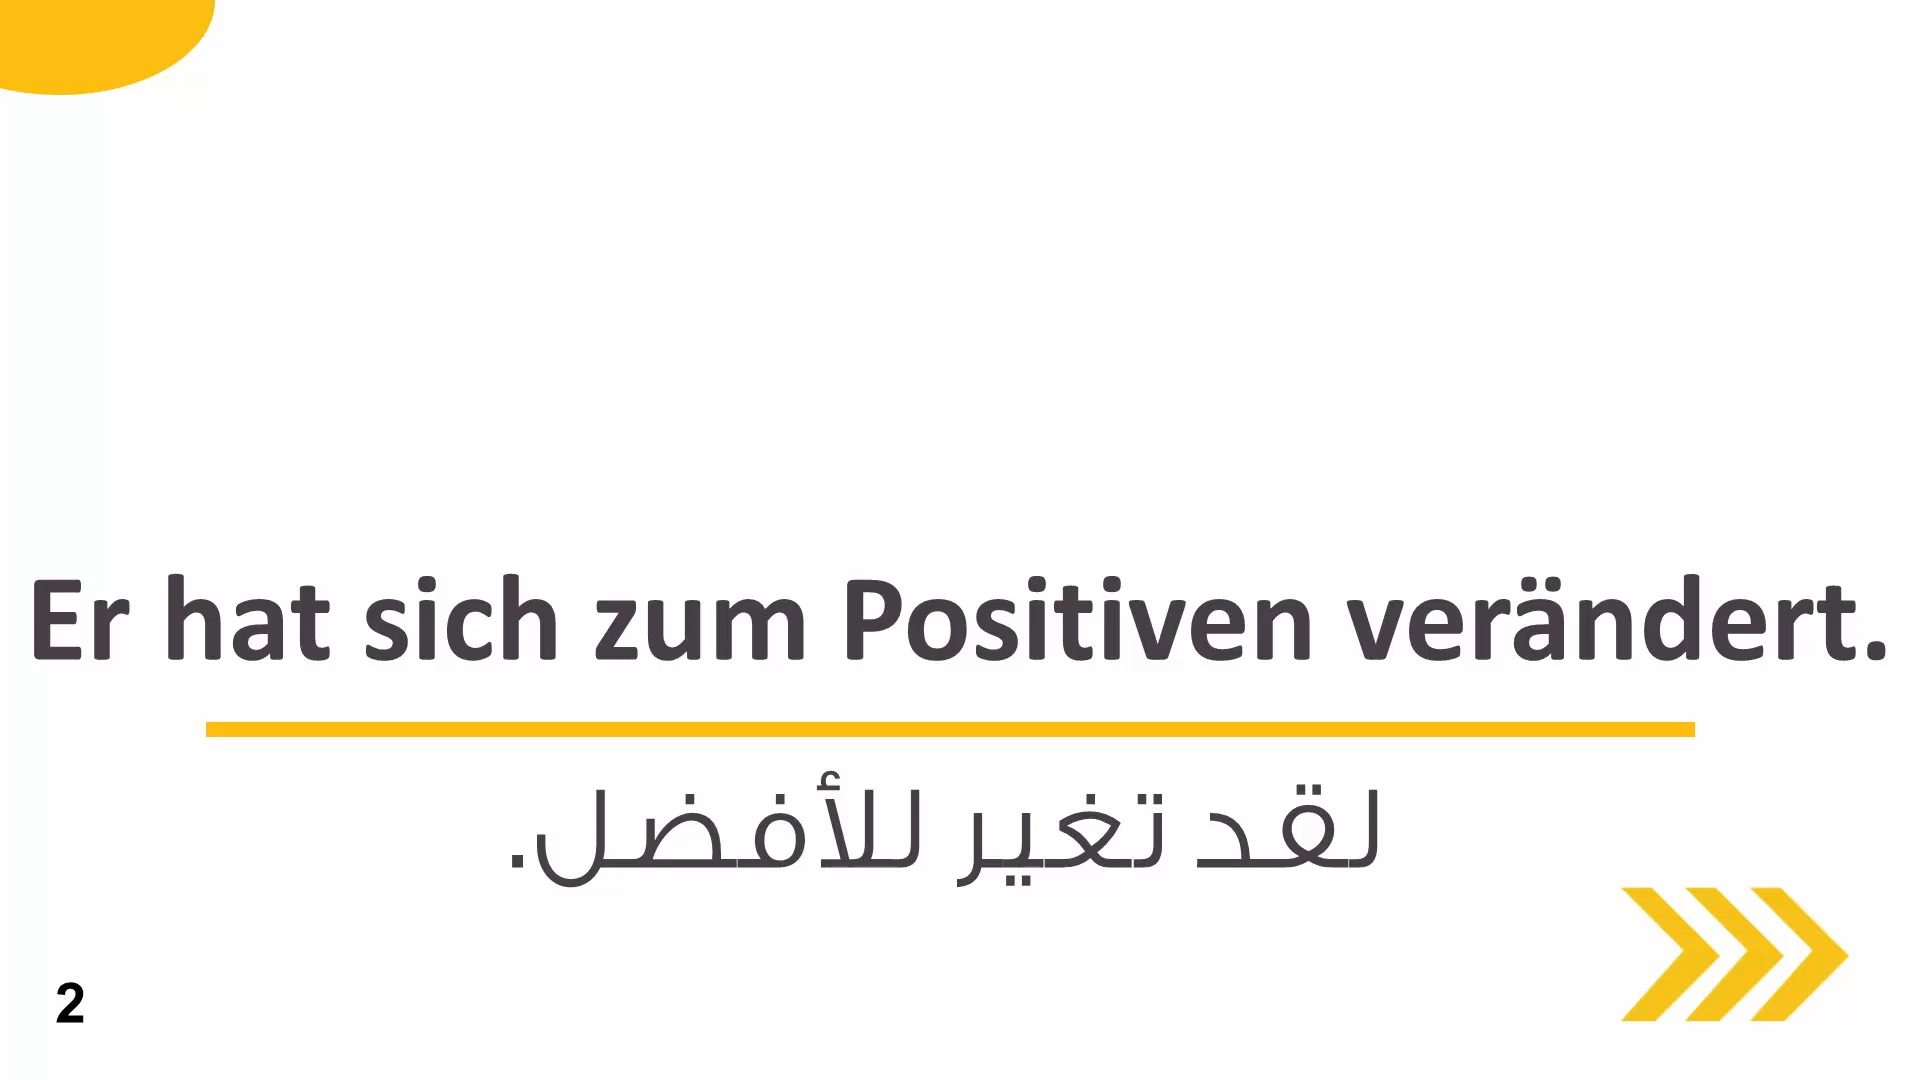 Er hat sich zum Positiven verändert.
لقد تغير للأفضل.
2